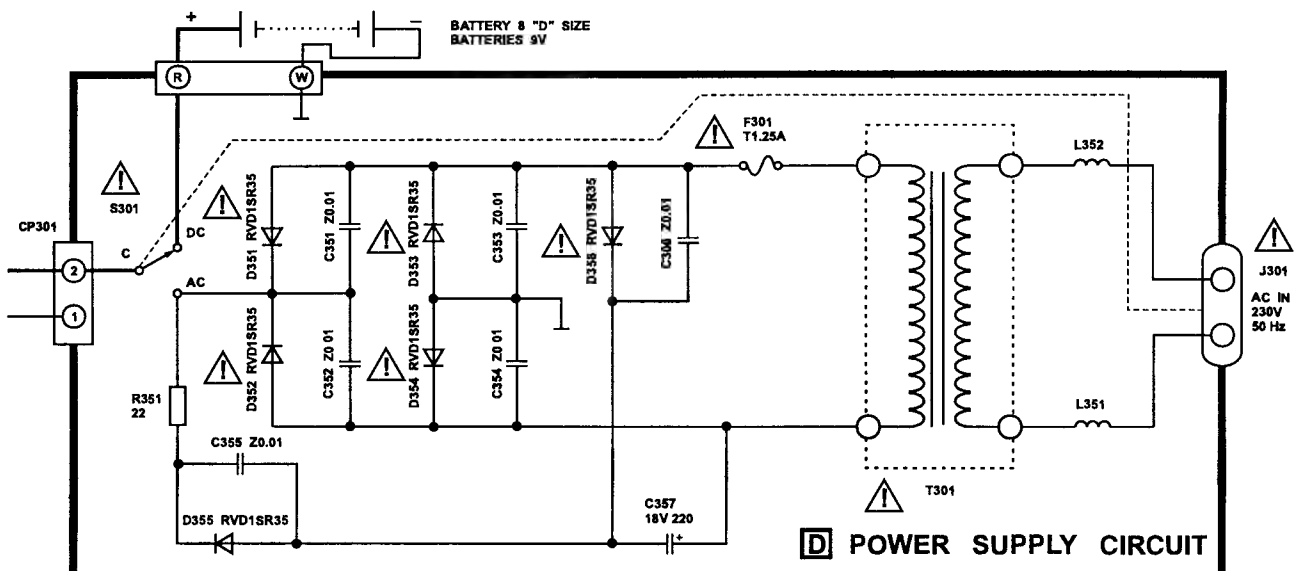 +
−
BATTERY 8 "D" SIZE
BATTERIES 9V
R
W
F301
T1.25A
L352
S301
CP301
C
DC
AC
2
1
D351 RVD1SR35
C351 Z0.01
D353 RVD1SR35
C353 Z0.01
D356 RVD1SR35
Z0.01
J301
AC IN
230V
50 Hz
D352 RVD1SR35
C352 Z0 01
D354 RVD1SR35
C354 Z0 01
R351
22
L351
C355 Z0.01
T301
D355 RVD1SR35
C357
18V 220
+
D POWER SUPPLY CIRCUIT